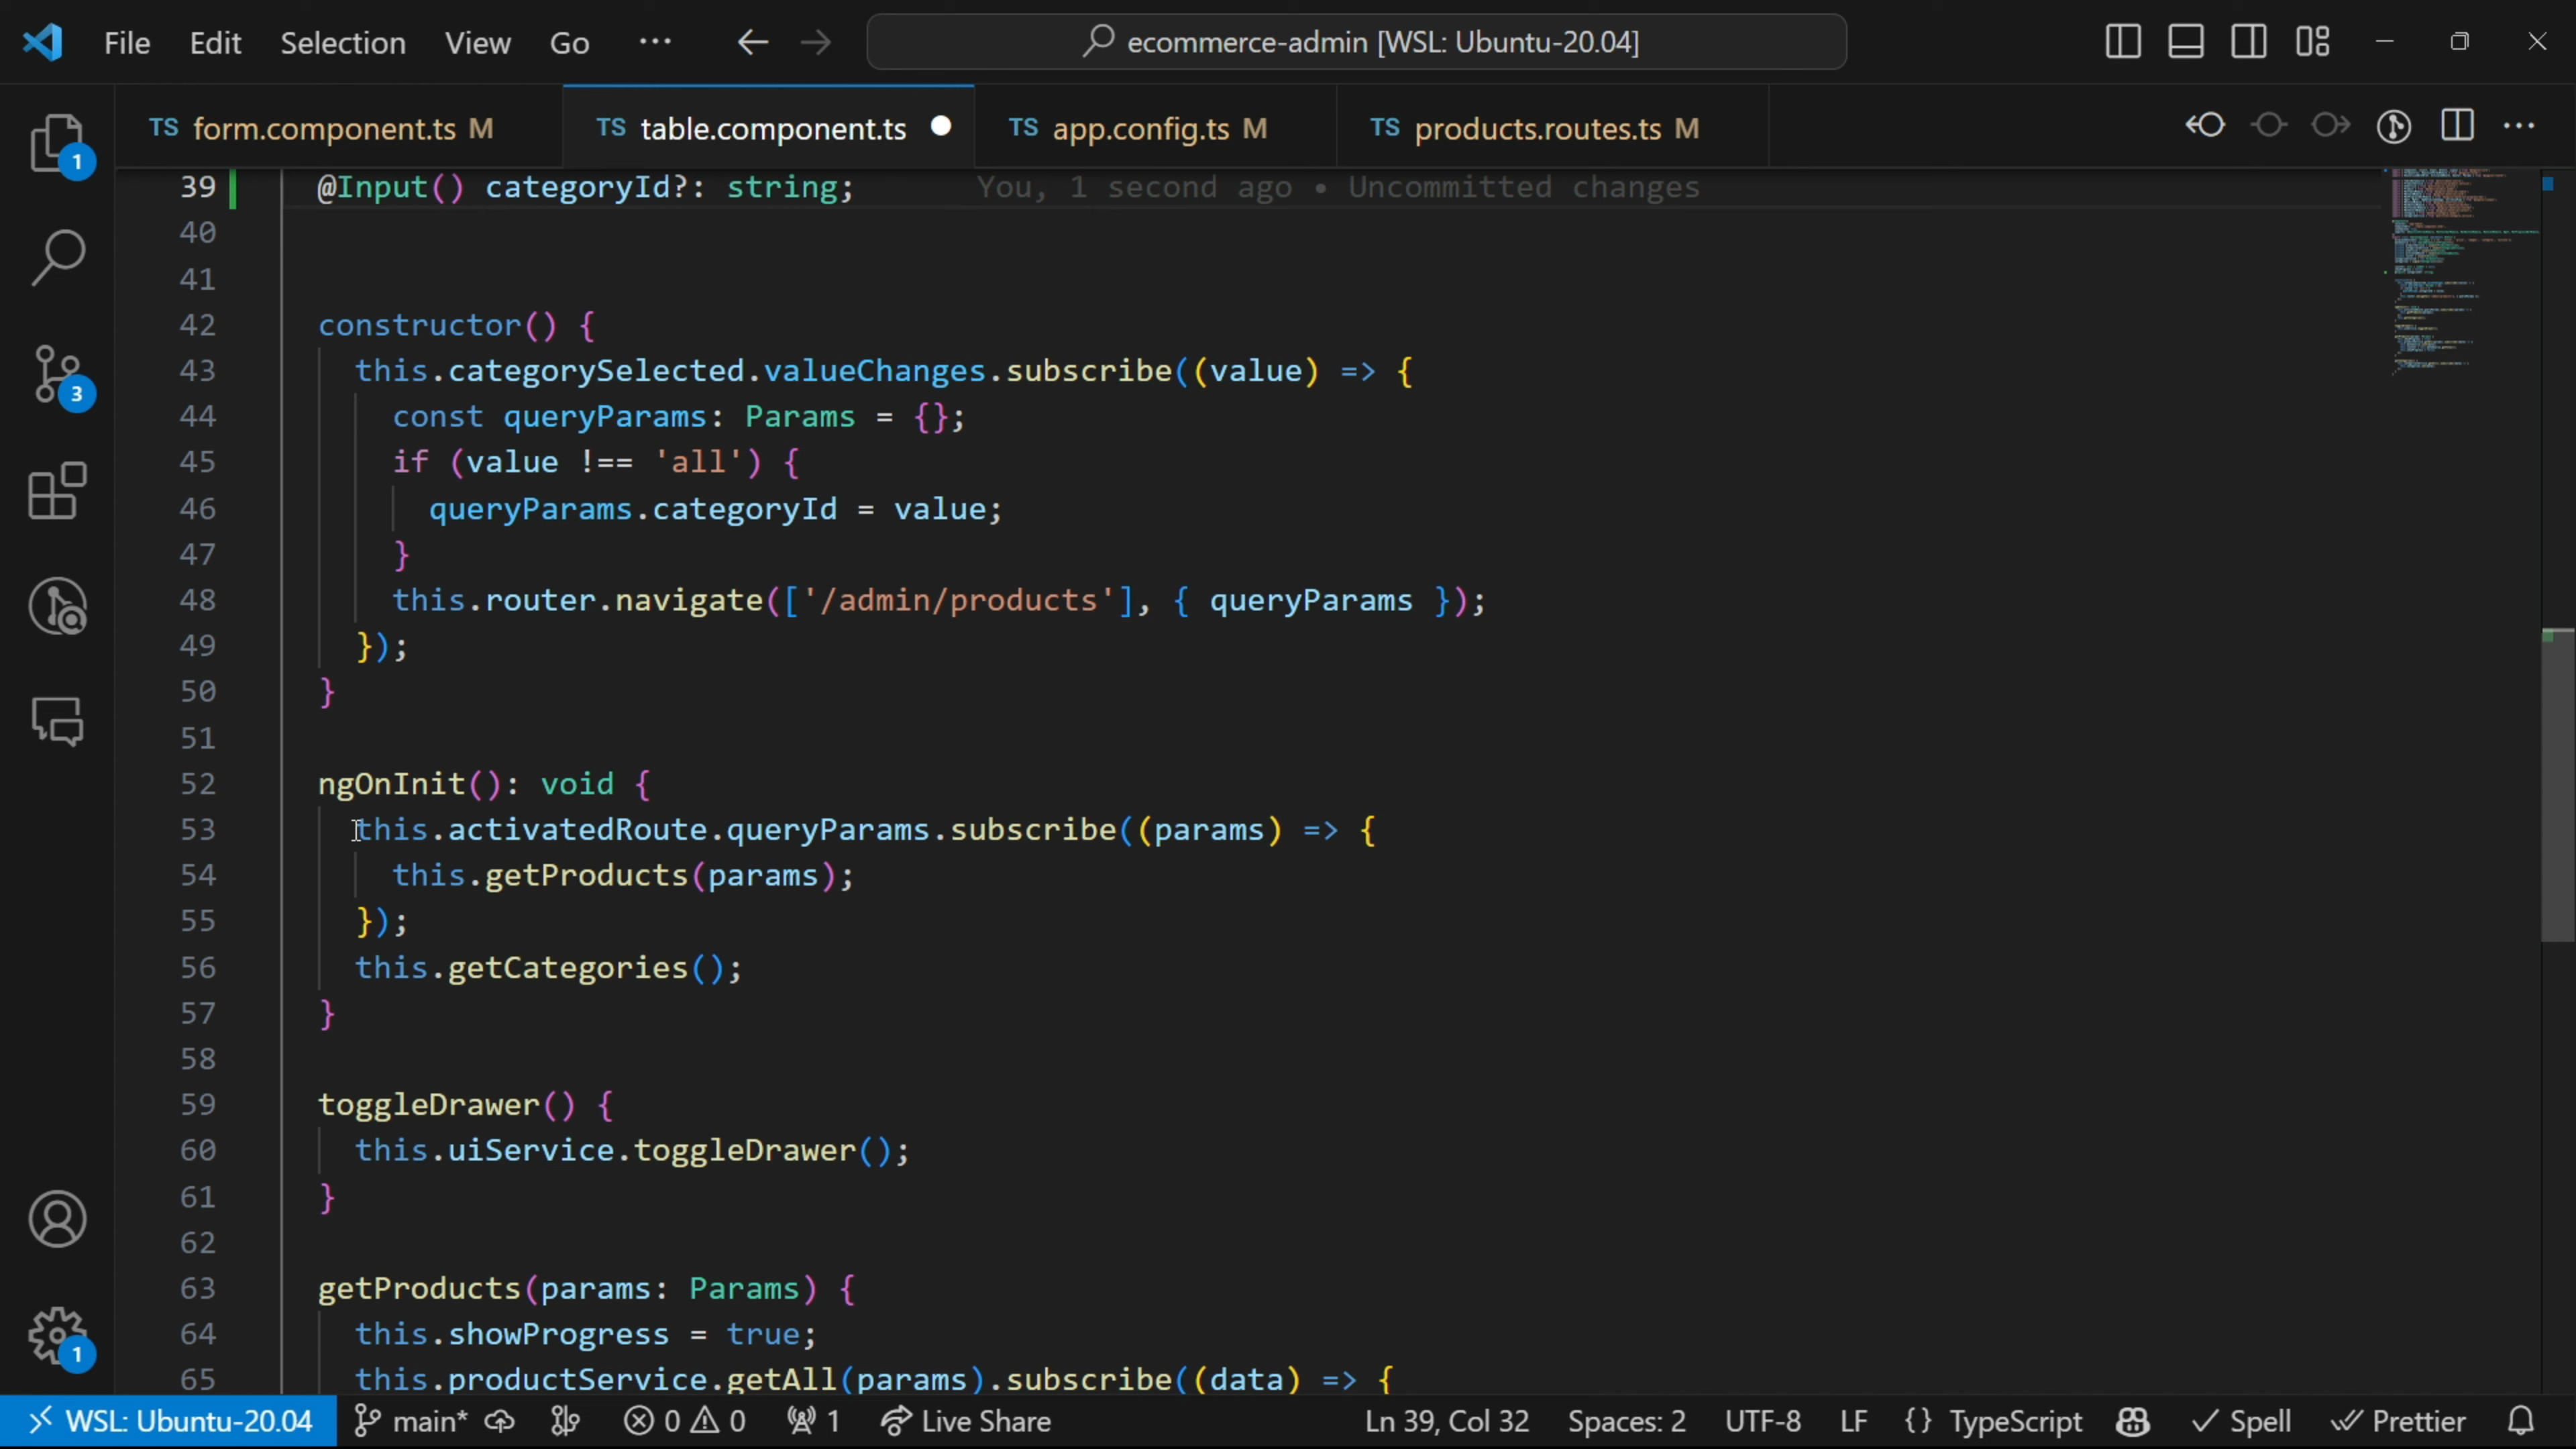 File Edit Selection View Go ··· ecommerce-admin [WSL: Ubuntu-20.04]
TS form.component.ts M TS table.component.ts TS app.config.ts M TS products.routes.ts M
39 @Input() categoryId?: string; You, 1 second ago • Uncommitted changes
40
41
42 constructor() {
43 this.categorySelected.valueChanges.subscribe((value) => {
44 const queryParams: Params = {};
45 if (value !== 'all') {
46 queryParams.categoryId = value;
47 }
48 this.router.navigate(['/admin/products'], { queryParams });
49 });
50 }
51
52 ngOnInit(): void {
53 this.activatedRoute.queryParams.subscribe((params) => {
54 this.getProducts(params);
55 });
56 this.getCategories();
57 }
58
59 toggleDrawer() {
60 this.uiService.toggleDrawer();
61 }
62
63 getProducts(params: Params) {
64 this.showProgress = true;
65 this.productService.getAll(params).subscribe((data) => {
1
3
1
WSL: Ubuntu-20.04 main* 0 0 1 Live Share Ln 39, Col 32 Spaces: 2 UTF-8 LF {} TypeScript Spell Prettier